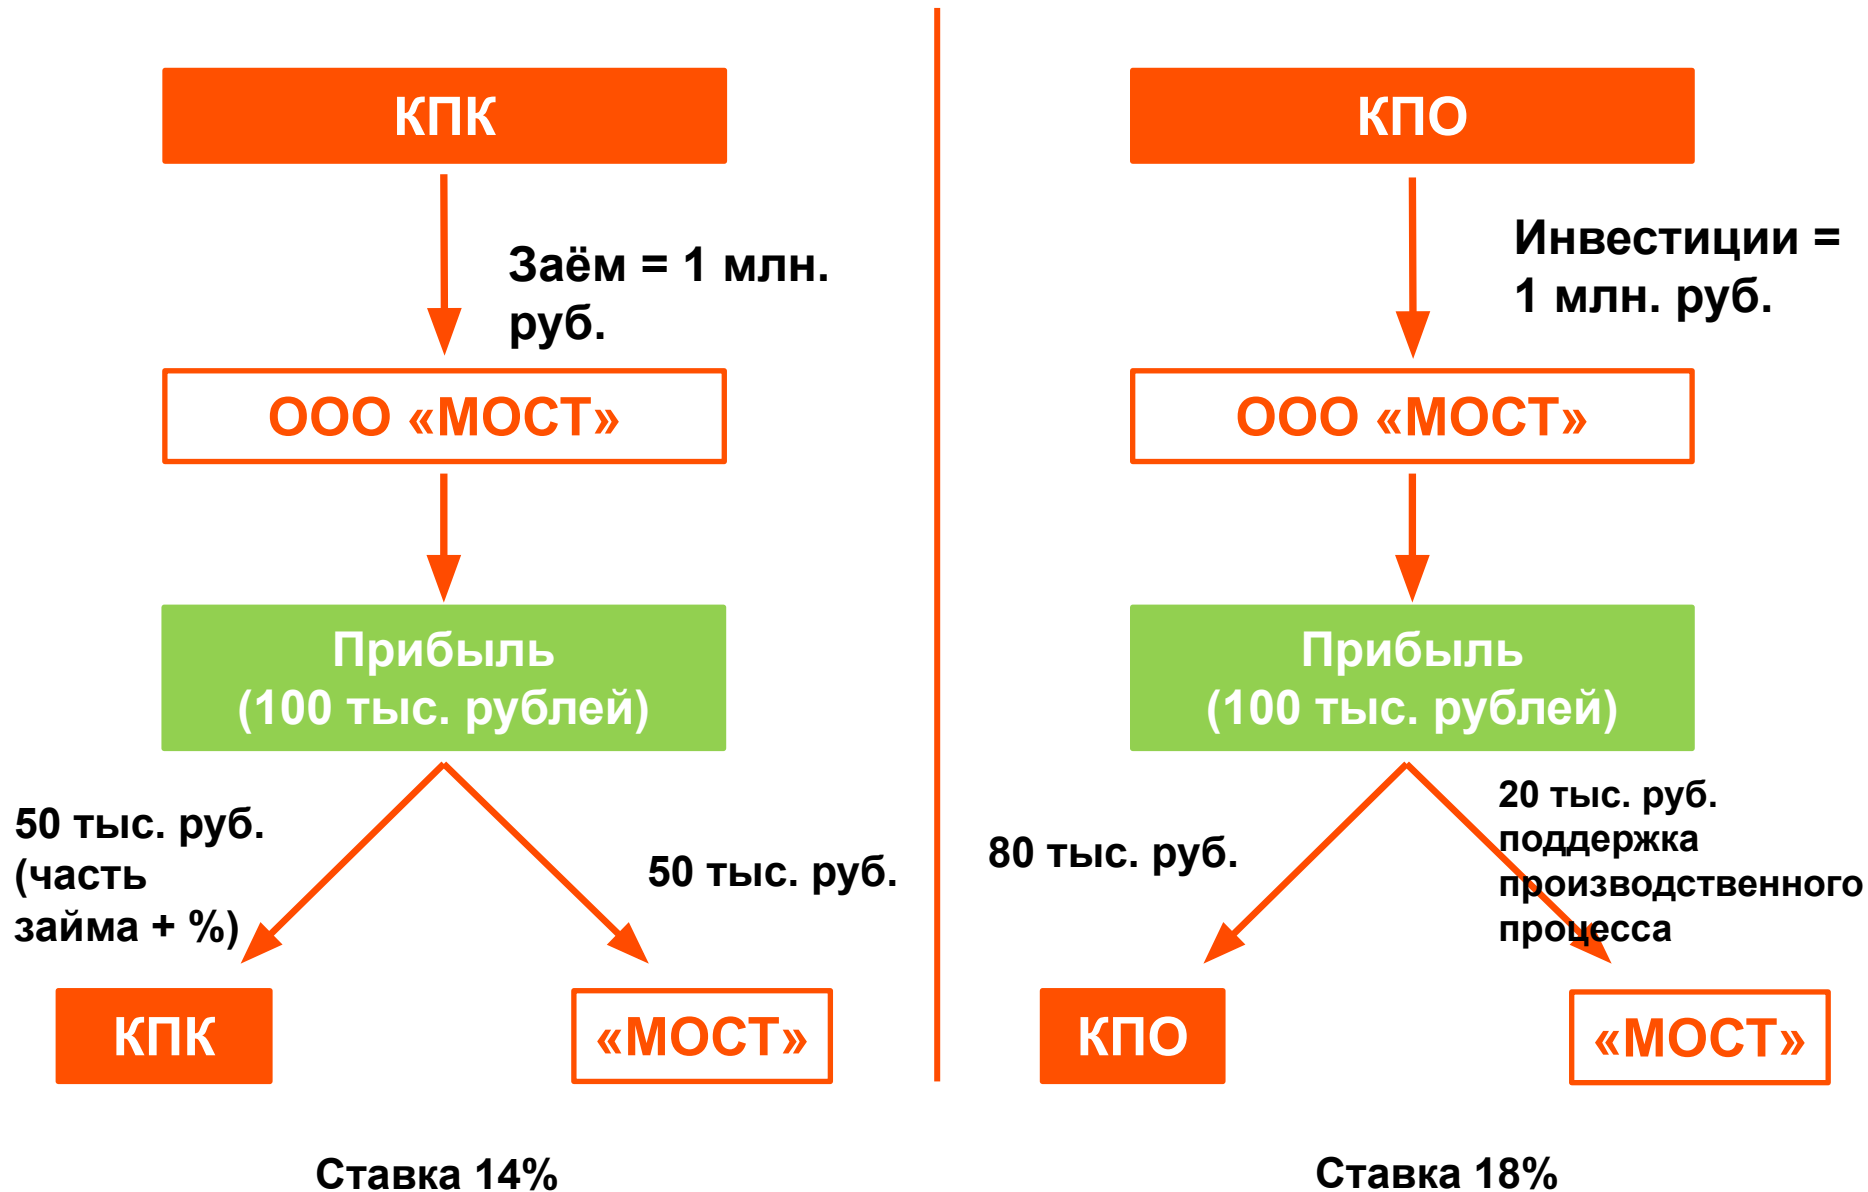 КПК
Заём = 1 млн.
руб.
ООО «МОСТ»
Прибыль
(100 тыс. рублей)
50 тыс. руб.
(часть
займа + %)
50 тыс. руб.
КПК
«МОСТ»
Ставка 14%
КПО
Инвестиции =
1 млн. руб.
ООО «МОСТ»
Прибыль
(100 тыс. рублей)
80 тыс. руб.
20 тыс. руб.
поддержка
производственного
процесса
КПО
«МОСТ»
Ставка 18%